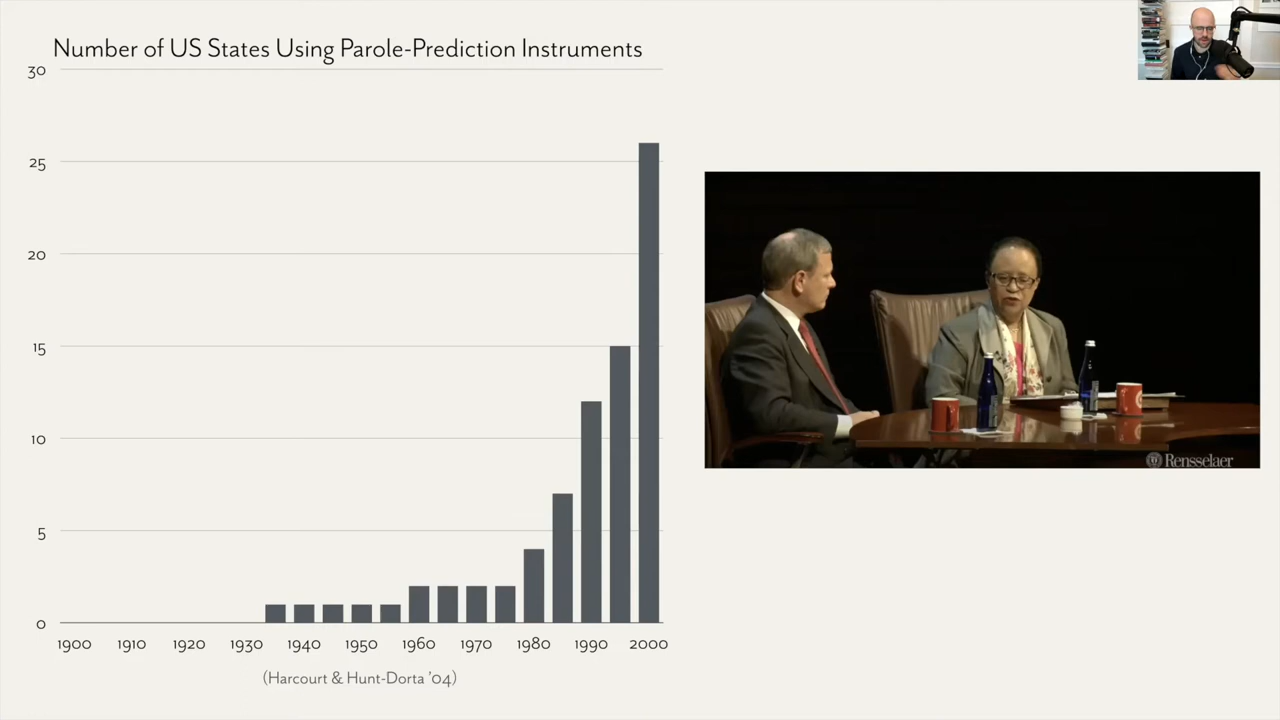 Number of US States Using Parole-Prediction Instruments
30
25
20
15
10
5
0
1900 1910 1920 1930 1940 1950 1960 1970 1980 1990 2000
(Harcourt & Hunt-Dorta ’04)
Rensselaer